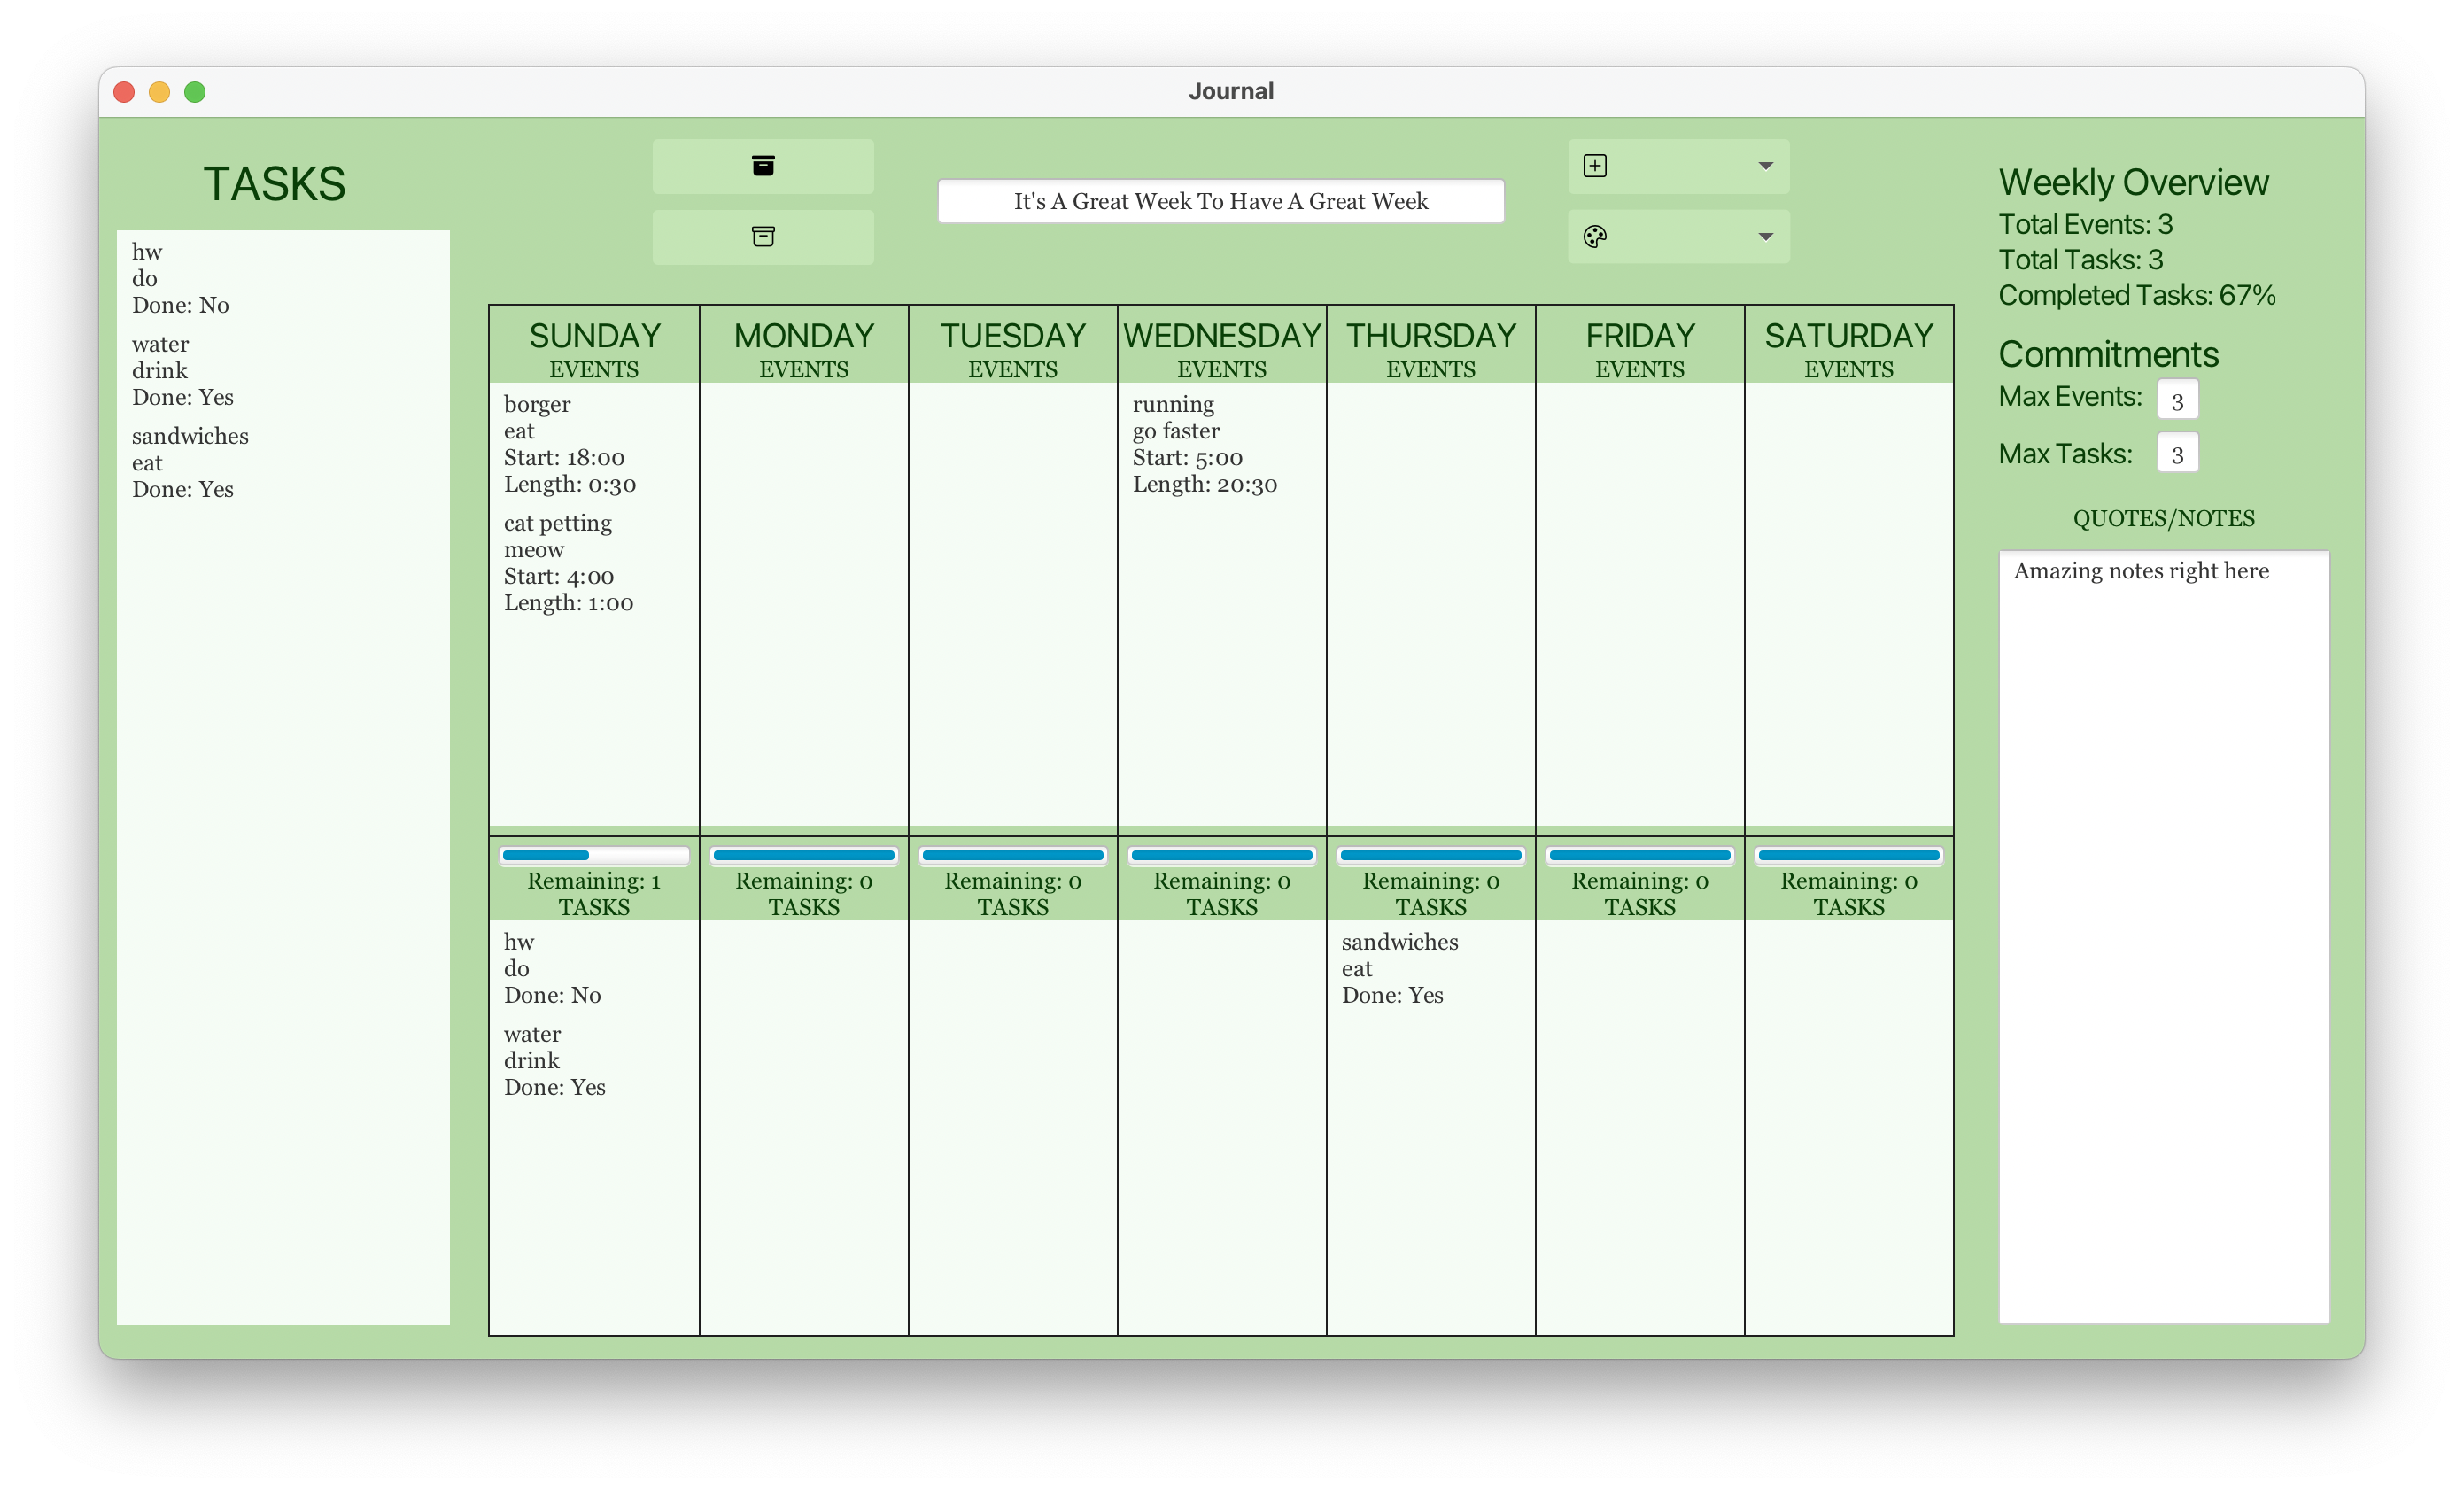 Journal
TASKS
hw
do
Done: No
water
drink
Done: Yes
sandwiches
eat
Done: Yes
It's A Great Week To Have A Great Week
SUNDAY
EVENTS
borger
eat
Start: 18:00
Length: 0:30
cat petting
meow
Start: 4:00
Length: 1:00
Remaining: 1
TASKS
hw
do
Done: No
water
drink
Done: Yes
MONDAY
EVENTS
Remaining: 0
TASKS
TUESDAY
EVENTS
Remaining: 0
TASKS
WEDNESDAY
EVENTS
running
go faster
Start: 5:00
Length: 20:30
Remaining: 0
TASKS
THURSDAY
EVENTS
Remaining: 0
TASKS
sandwiches
eat
Done: Yes
FRIDAY
EVENTS
Remaining: 0
TASKS
SATURDAY
EVENTS
Remaining: 0
TASKS
Weekly Overview
Total Events: 3
Total Tasks: 3
Completed Tasks: 67%
Commitments
Max Events: 3
Max Tasks: 3
QUOTES/NOTES
Amazing notes right here